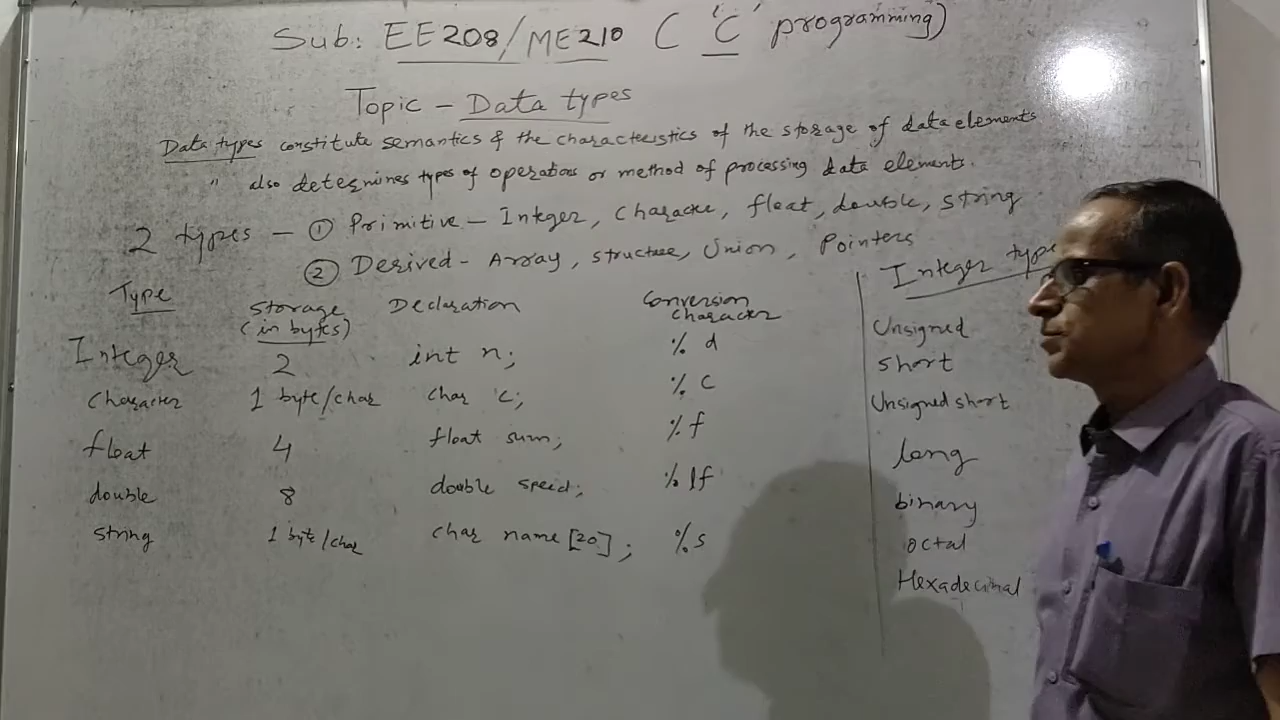 Sub: EE208/ME210 ( 'C' programming)
Topic - Data types
Data types constitute semantics & the characteristics of the storage of data elements
" also determines types of operations or method of processing data elements.
2 types - ① Primitive - Integer, Character, float, double, string
② Derived - Array, structure, Union, Pointers
Type Storage (in bytes) Declaration Conversion Character
Integer 2 int n; % d
Character 1 byte/char char c; % c
float 4 float sum; % f
double 8 double speed; % lf
string 1 byte/char char name [20]; %s
Integer type
Unsigned
short
Unsigned short
long
binary
octal
Hexadecimal